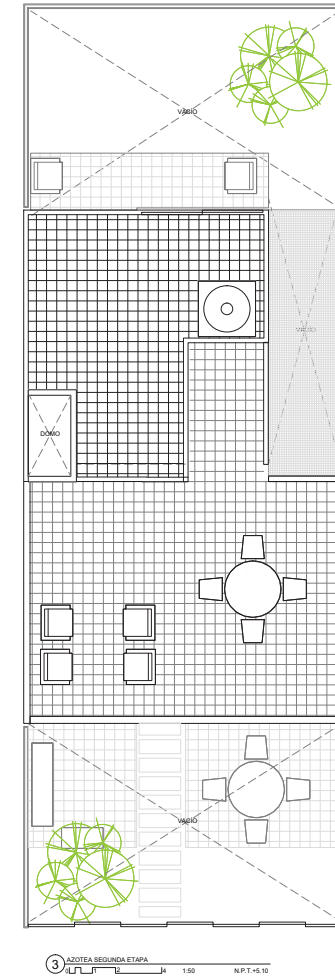 VACIO
VACIO
DOMO
VACIO
3 AZOTEA SEGUNDA ETAPA
0 1 2 4 1:50 N.P.T.+5.10